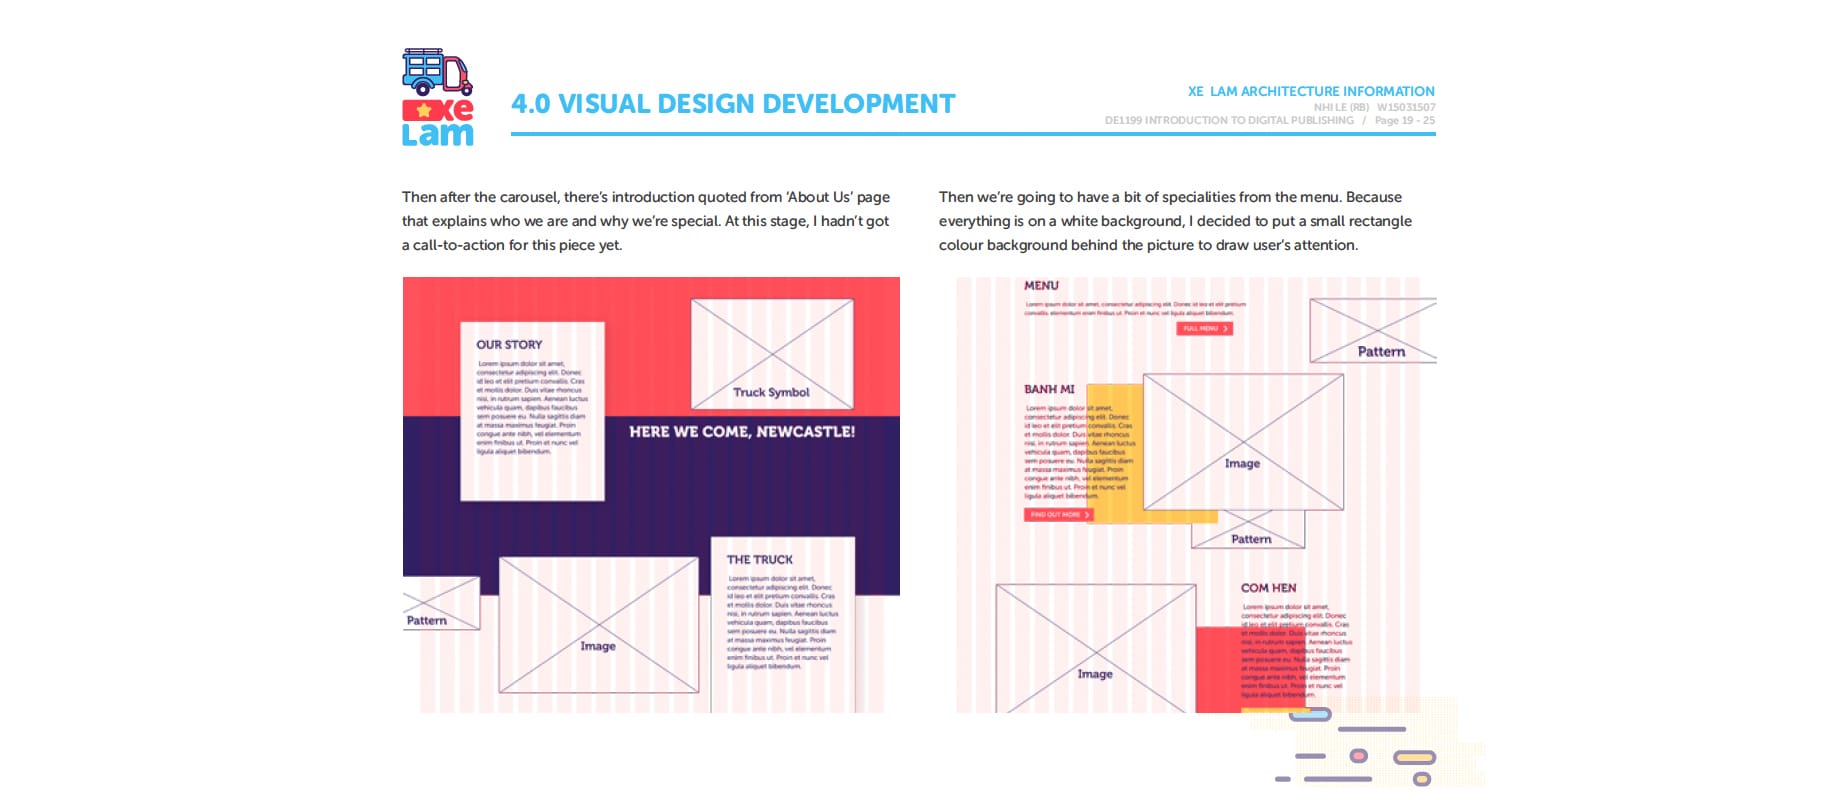 xe
Lam
4.0 VISUAL DESIGN DEVELOPMENT
XE LAM ARCHITECTURE INFORMATION
NHI LE (RB) W15031507
DE1199 INTRODUCTION TO DIGITAL PUBLISHING / Page 19 - 25
Then after the carousel, there's introduction quoted from 'About Us' page
that explains who we are and why we're special. At this stage, I hadn't got
a call-to-action for this piece yet.
OUR STORY
Lorem ipsum dolor sit amet,
consectetur adipiscing elit. Donec
id leo et elit pretium convallis. Cras
et mollis dolor. Duis vitae rhoncus
nisi, in rutrum sapien. Aenean luctus
vehicula quam, dapibus faucibus
sem posuere eu. Nulla sagittis diam
at massa maximus feugiat. Proin
congue ante nibh, vel elementum
enim finibus ut. Proin et nunc vel
ligula aliquet bibendum.
Truck Symbol
HERE WE COME, NEWCASTLE!
Pattern
Image
THE TRUCK
Lorem ipsum dolor sit amet,
consectetur adipiscing elit. Donec
id leo et elit pretium convallis. Cras
et mollis dolor. Duis vitae rhoncus
nisi, in rutrum sapien. Aenean luctus
vehicula quam, dapibus faucibus
sem posuere eu. Nulla sagittis diam
at massa maximus feugiat. Proin
congue ante nibh, vel elementum
enim finibus ut. Proin et nunc vel
ligula aliquet bibendum.
Then we're going to have a bit of specialities from the menu. Because
everything is on a white background, I decided to put a small rectangle
colour background behind the picture to draw user's attention.
MENU
Lorem ipsum dolor sit amet, consectetur adipiscing elit. Donec id leo et elit pretium
convallis. elementum enim finibus ut. Proin et nunc vel ligula aliquet bibendum.
FULL MENU
Pattern
BANH MI
Lorem ipsum dolor sit amet,
consectetur adipiscing elit. Donec
id leo et elit pretium convallis. Cras
et mollis dolor. Duis vitae rhoncus
nisi, in rutrum sapien. Aenean luctus
vehicula quam, dapibus faucibus
sem posuere eu. Nulla sagittis diam
at massa maximus feugiat. Proin
congue ante nibh, vel elementum
enim finibus ut. Proin et nunc vel
ligula aliquet bibendum.
FIND OUT MORE
Image
Pattern
Image
COM HEN
Lorem ipsum dolor sit amet,
consectetur adipiscing elit. Donec
id leo et elit pretium convallis. Cras
et mollis dolor. Duis vitae rhoncus
nisi, in rutrum sapien. Aenean luctus
vehicula quam, dapibus faucibus
sem posuere eu. Nulla sagittis diam
at massa maximus feugiat. Proin
congue ante nibh, vel elementum
enim finibus ut. Proin et nunc vel
ligula aliquet bibendum.